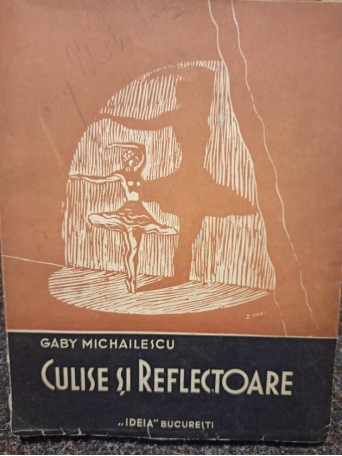 GABY MICHAILESCU
CULISE ȘI REFLECTOARE
„IDEIA" BUCUREȘTI